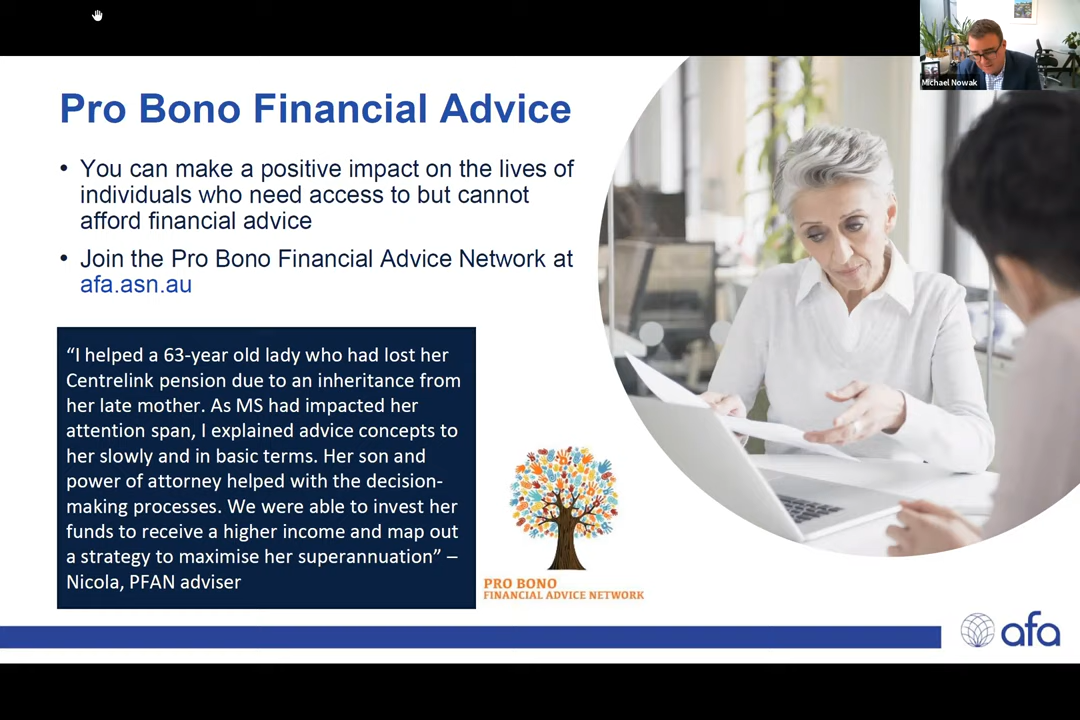 Michael Nowak
Pro Bono Financial Advice
• You can make a positive impact on the lives of
individuals who need access to but cannot
afford financial advice
• Join the Pro Bono Financial Advice Network at
afa.asn.au
“I helped a 63-year old lady who had lost her
Centrelink pension due to an inheritance from
her late mother. As MS had impacted her
attention span, I explained advice concepts to
her slowly and in basic terms. Her son and
power of attorney helped with the decision-
making processes. We were able to invest her
funds to receive a higher income and map out
a strategy to maximise her superannuation” –
Nicola, PFAN adviser
PRO BONO
FINANCIAL ADVICE NETWORK
afa